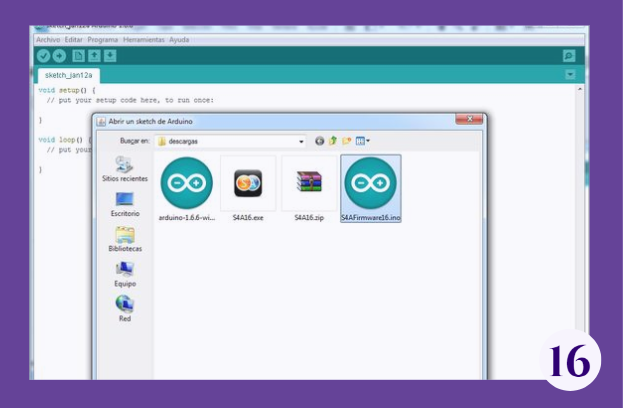 sketch_jan12a Arduino 1.6.6
Archivo Editar Programa Herramientas Ayuda
sketch_jan12a
void setup() {
// put your setup code here, to run once:
}
void loop() {
// put your
}
Abrir un sketch de Arduino
Buscar en:
descargas
Sitios recientes
Escritorio
Bibliotecas
Equipo
Red
arduino-1.6.6-wi...
S4A16.exe
S4A16.zip
S4AFirmware16.ino
16